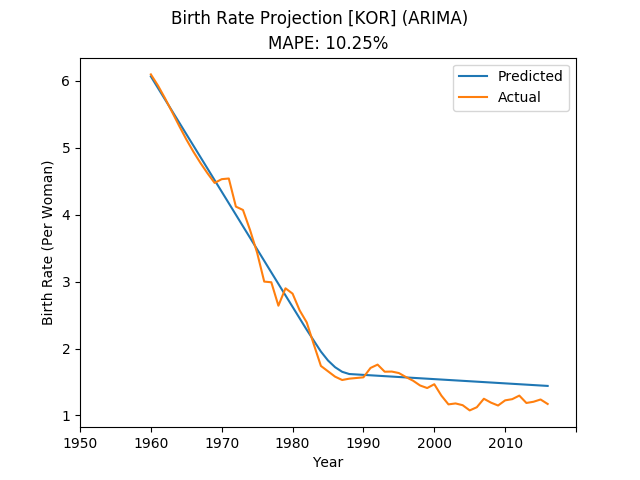 Birth Rate Projection [KOR] (ARIMA)
MAPE: 10.25%
Predicted
Actual
Birth Rate (Per Woman)
6
5
4
3
2
1
1950 1960 1970 1980 1990 2000 2010
Year